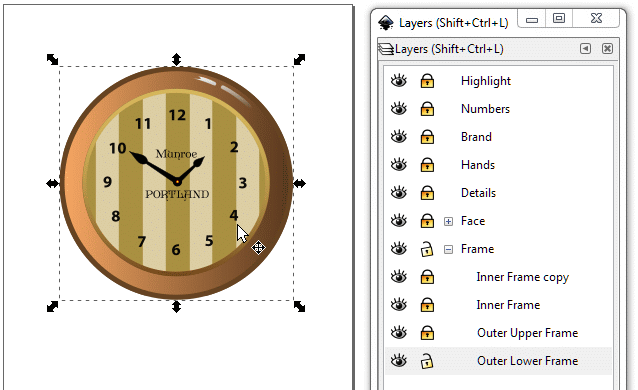 Layers (Shift+Ctrl+L)
Layers (Shift+Ctrl+L)
Highlight
Numbers
Brand
Hands
Details
Face
Frame
Inner Frame copy
Inner Frame
Outer Upper Frame
Outer Lower Frame
12
1
2
3
4
5
6
7
8
9
10
11
Munroe
PORTLAND